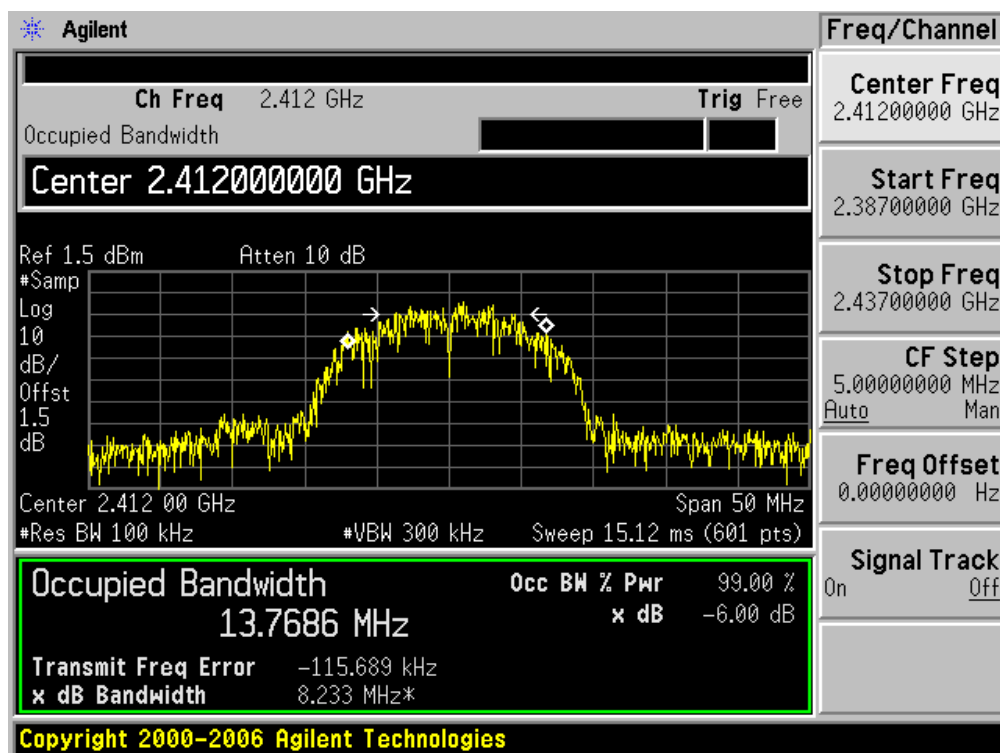 Agilent
Freq/Channel
Ch Freq 2.412 GHz Trig Free
Occupied Bandwidth
Center 2.412000000 GHz
Ref 1.5 dBm Atten 10 dB
#Samp
Log
10
dB/
Offst
1.5
dB
Center 2.412 00 GHz Span 50 MHz
#Res BW 100 kHz #VBW 300 kHz Sweep 15.12 ms (601 pts)
Occupied Bandwidth
13.7686 MHz
Occ BW % Pwr 99.00 %
x dB -6.00 dB
Transmit Freq Error -115.689 kHz
x dB Bandwidth 8.233 MHz*
Center Freq
2.41200000 GHz
Start Freq
2.38700000 GHz
Stop Freq
2.43700000 GHz
CF Step
5.00000000 MHz
Auto Man
Freq Offset
0.00000000 Hz
Signal Track
On Off
Copyright 2000-2006 Agilent Technologies